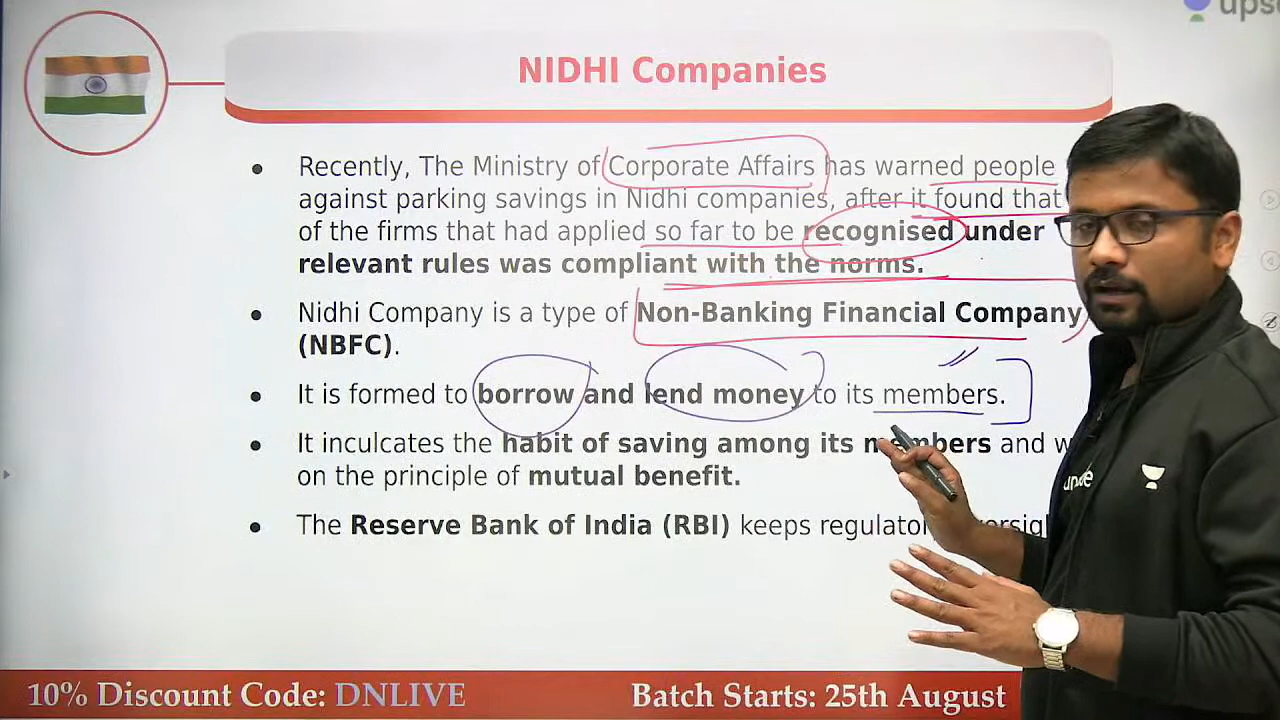 ups
NIDHI Companies
Recently, The Ministry of Corporate Affairs has warned people
against parking savings in Nidhi companies, after it found that
of the firms that had applied so far to be recognised under
relevant rules was compliant with the norms.
Nidhi Company is a type of Non-Banking Financial Company
(NBFC).
It is formed to borrow and lend money to its members.
It inculcates the habit of saving among its members and w
on the principle of mutual benefit.
The Reserve Bank of India (RBI) keeps regulatory oversigh
10% Discount Code: DNLIVE
Batch Starts: 25th August